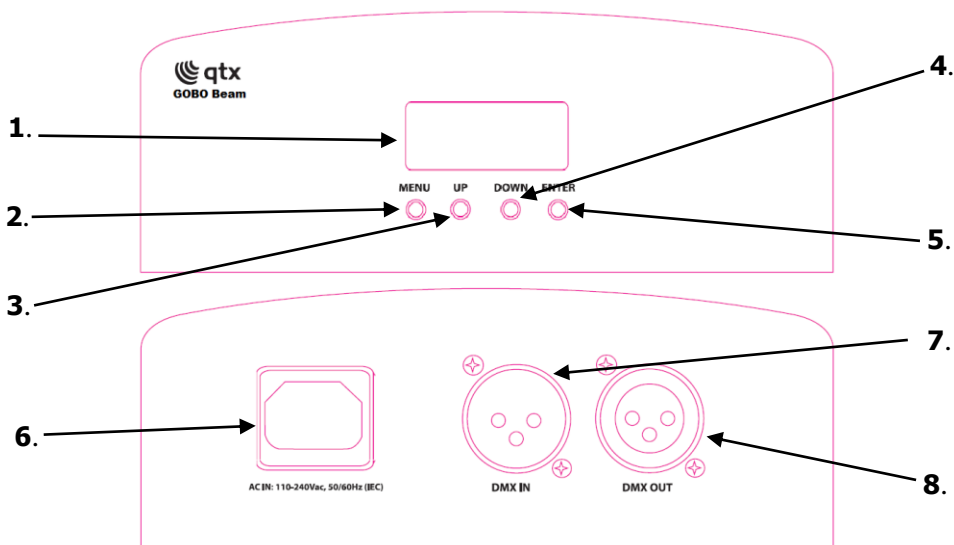 qtx
GOBO Beam
4.
1.
MENU UP DOWN ENTER
2.
5.
3.
7.
6.
AC IN: 110-240Vac, 50/60Hz (IEC)
DMX IN
DMX OUT
8.